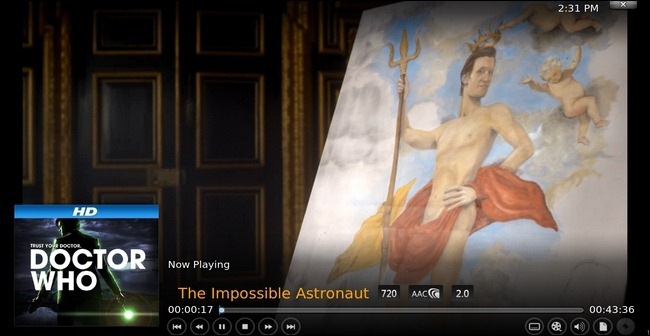 2:31 PM
HD
TRUST YOUR DOCTOR.
DOCTOR
WHO
Now Playing
The Impossible Astronaut 720 AAC 2.0
00:00:17 00:43:36